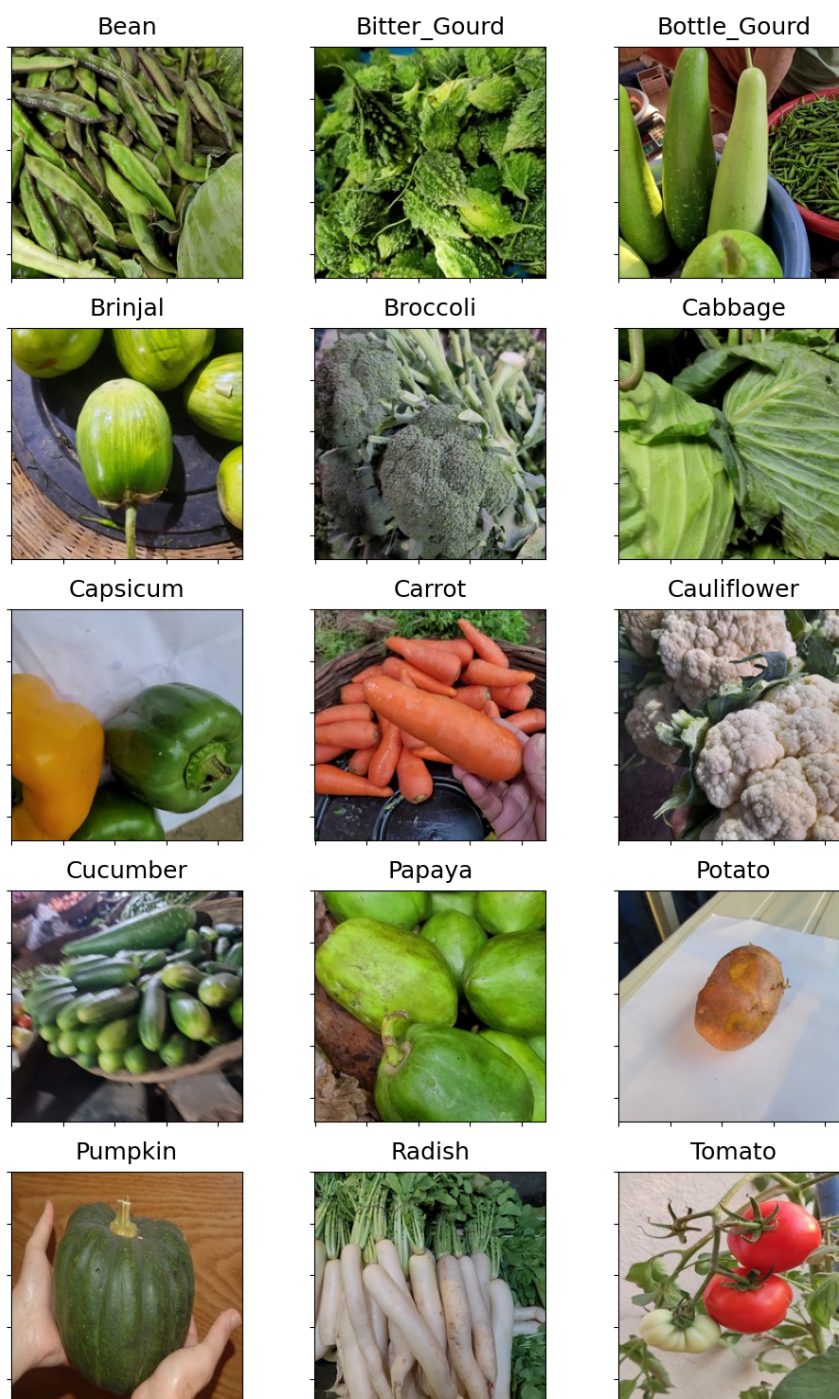 Bean
Bitter_Gourd
Bottle_Gourd
Brinjal
Broccoli
Cabbage
Capsicum
Carrot
Cauliflower
Cucumber
Papaya
Potato
Pumpkin
Radish
Tomato